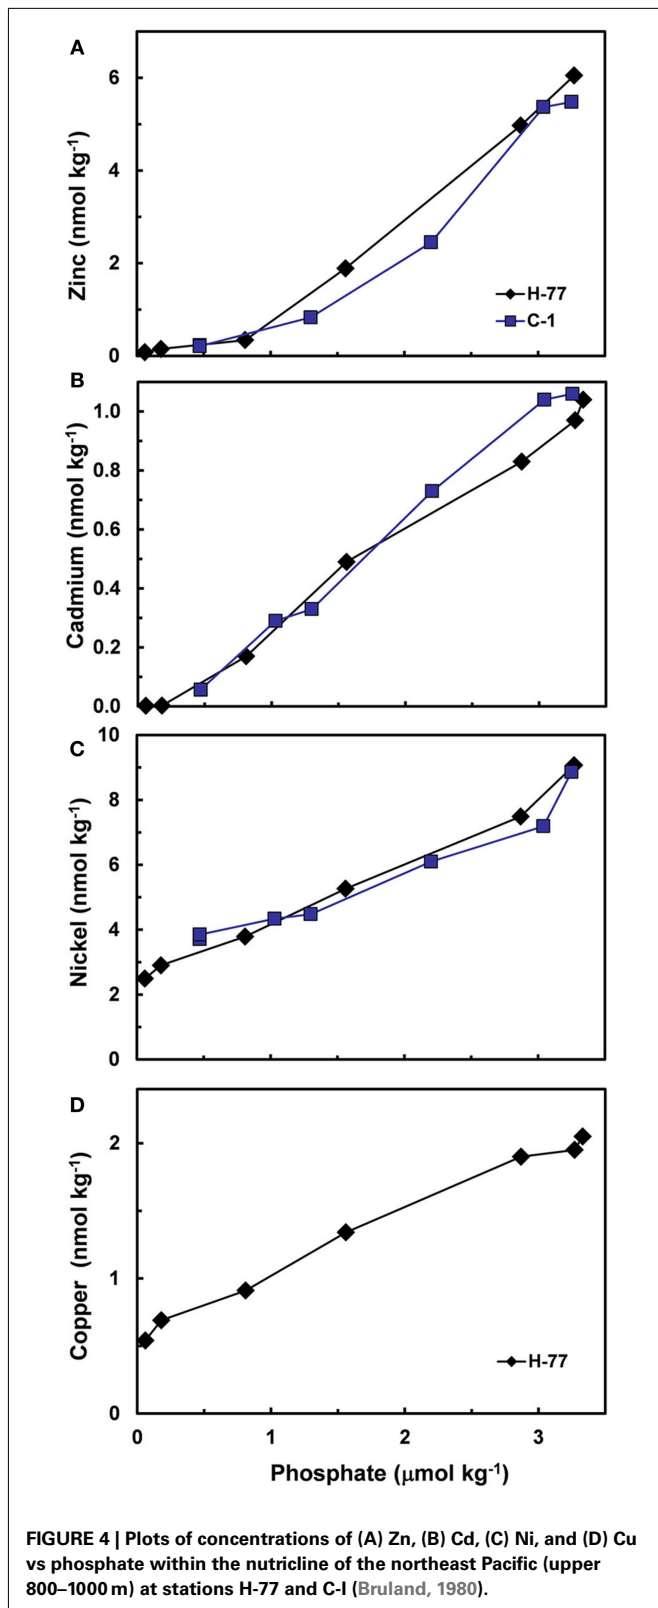 A
6
4
2
0
Zinc (nmol kg-1)
H-77
C-1
B
1.0
0.8
0.6
0.4
0.2
0.0
Cadmium (nmol kg-1)
C
10
8
6
4
2
0
Nickel (nmol kg-1)
D
2
1
0
Copper (nmol kg-1)
H-77
0 1 2 3
Phosphate (μmol kg-1)
FIGURE 4 | Plots of concentrations of (A) Zn, (B) Cd, (C) Ni, and (D) Cu
vs phosphate within the nutricline of the northeast Pacific (upper
800–1000 m) at stations H-77 and C-I (Bruland, 1980).